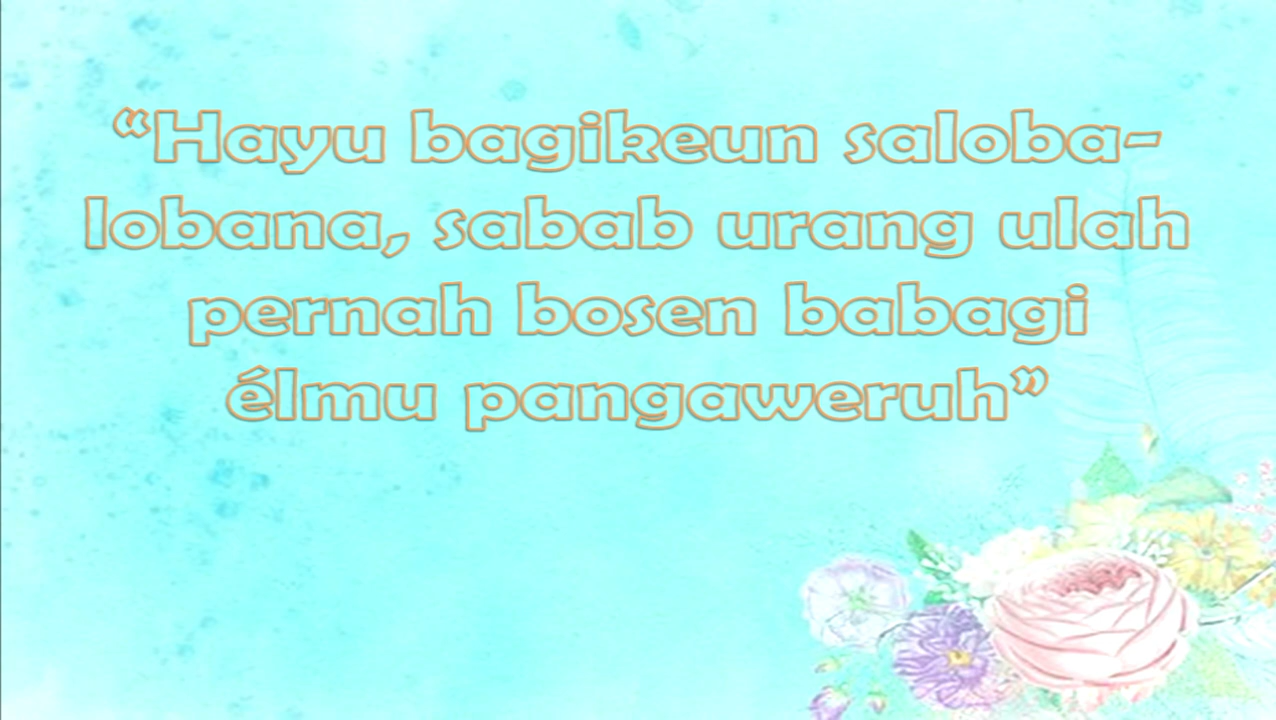 “Hayu bagikeun saloba-
lobana, sabab urang ulah
pernah bosen babagi
élmu pangaweruh”